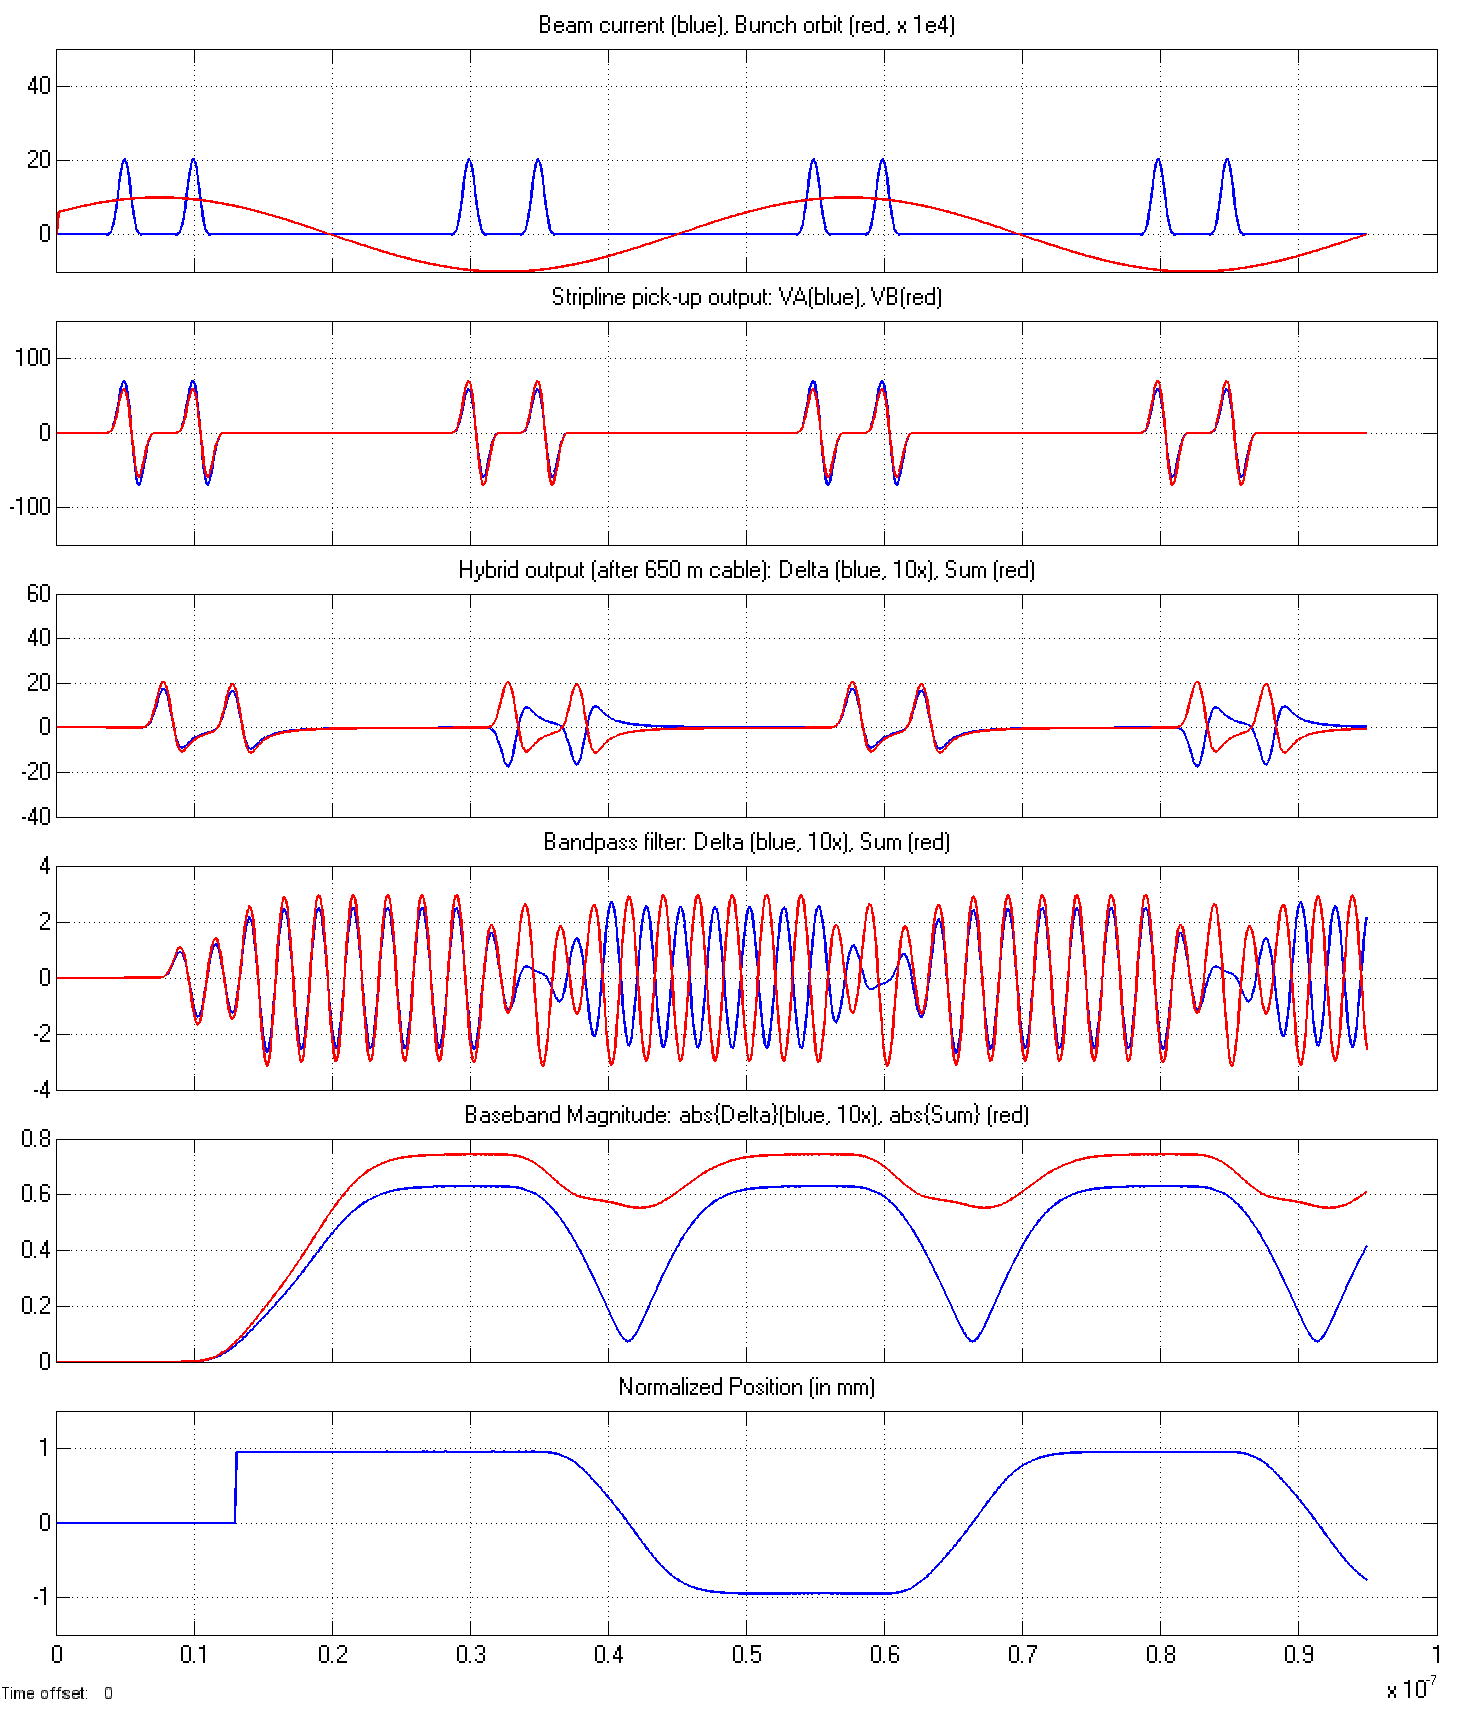 Beam current (blue), Bunch orbit (red, x 1e4)
40
20
0
Stripline pick-up output: VA(blue), VB(red)
100
0
-100
Hybrid output (after 650 m cable): Delta (blue, 10x), Sum (red)
60
40
20
0
-20
-40
Bandpass filter: Delta (blue, 10x), Sum (red)
4
2
0
-2
-4
Baseband Magnitude: abs{Delta}(blue, 10x), abs{Sum} (red)
0.8
0.6
0.4
0.2
0
Normalized Position (in mm)
1
0
-1
0 0.1 0.2 0.3 0.4 0.5 0.6 0.7 0.8 0.9 1
x 10^-7
Time offset: 0